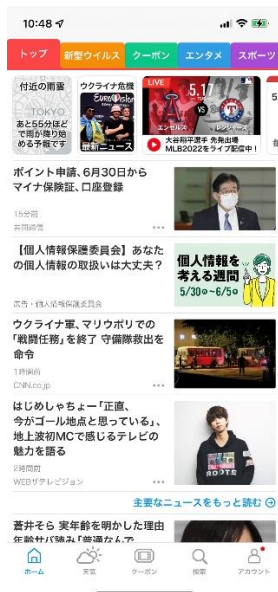 10:48
トップ
新型ウイルス
クーポン
エンタメ
スポーツ
付近の雨雲
TOKYO
あと55分ほど
で雨が降り始
める予報です
ウクライナ危機
EUROVISION
最新ニュース
LIVE
5.17
VS
エンゼルス
レンジャーズ
大谷翔平選手 先発出場
MLB2022をライブ配信中!
ポイント申請、6月30日から
マイナ保険証、口座登録
15分前
共同通信
【個人情報保護委員会】あなた
の個人情報の取扱いは大丈夫?
個人情報を
考える週間
5/30㊊~6/5㊐
広告・個人情報保護委員会
ウクライナ軍、マリウポリでの
「戦闘任務」を終了 守備隊救出を
命令
1時間前
CNN.co.jp
はじめしゃちょー「正直、
今がゴール地点と思っている」、
地上波初MCで感じるテレビの
魅力を語る
2時間前
WEBザテレビジョン
ROOTS
主要なニュースをもっと読む
蒼井そら 実年齢を明かした理由
ホーム
天気
クーポン
検索
アカウント